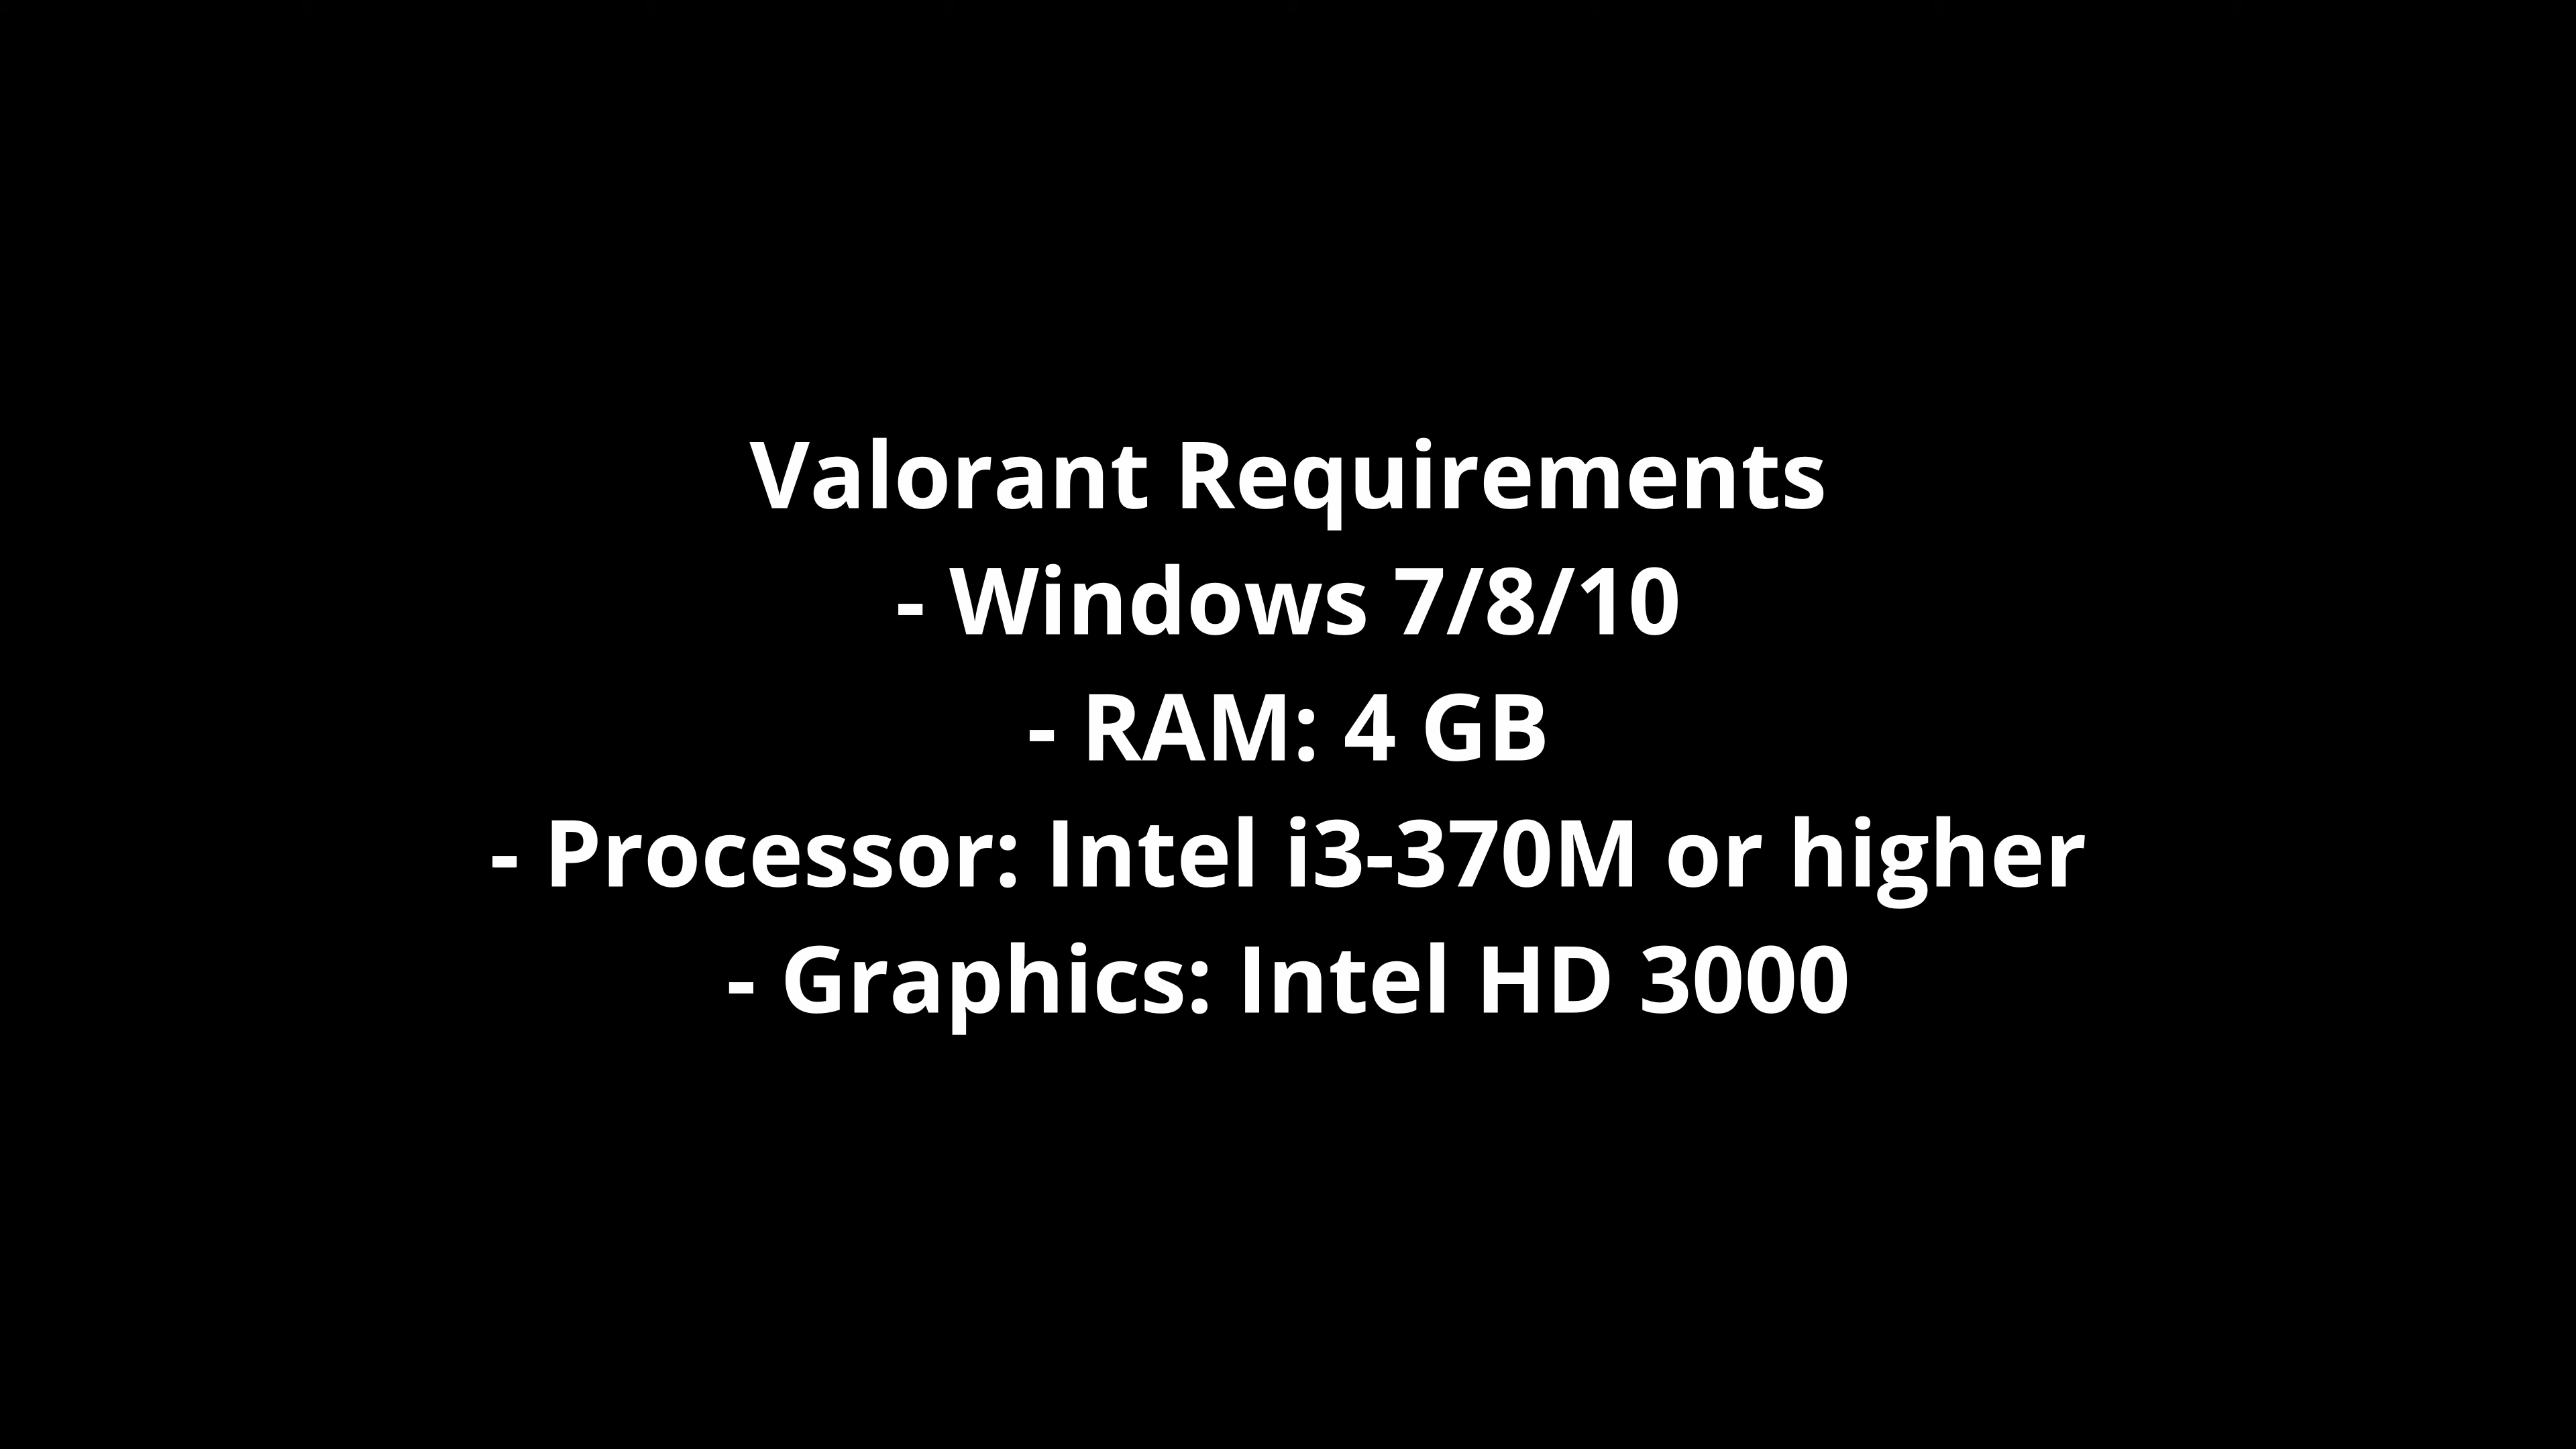 Valorant Requirements
- Windows 7/8/10
- RAM: 4 GB
- Processor: Intel i3-370M or higher
- Graphics: Intel HD 3000